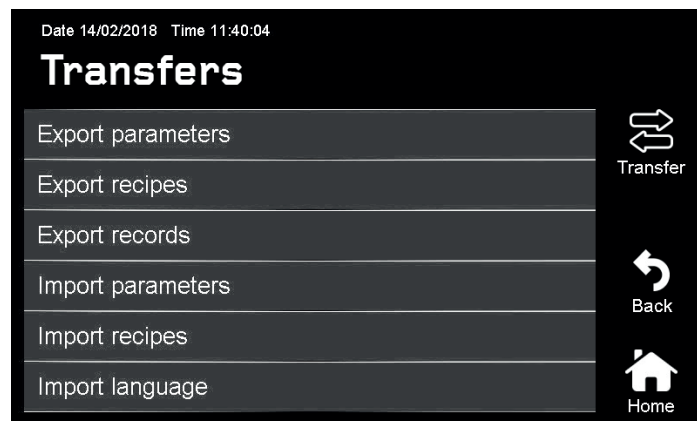 Date 14/02/2018 Time 11:40:04
Transfers
Export parameters
Export recipes
Export records
Import parameters
Import recipes
Import language
Transfer
Back
Home